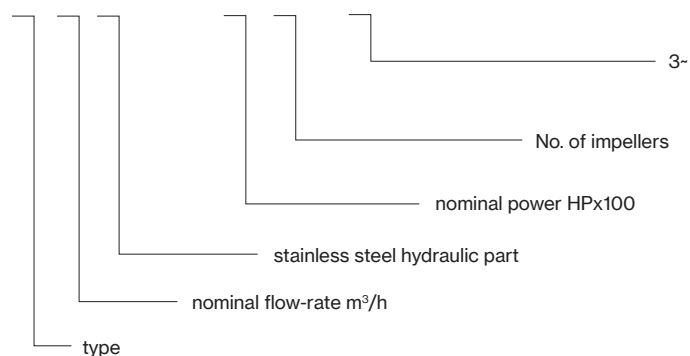 3~
No. of impellers
nominal power HPx100
stainless steel hydraulic part
nominal flow-rate m³/h
type